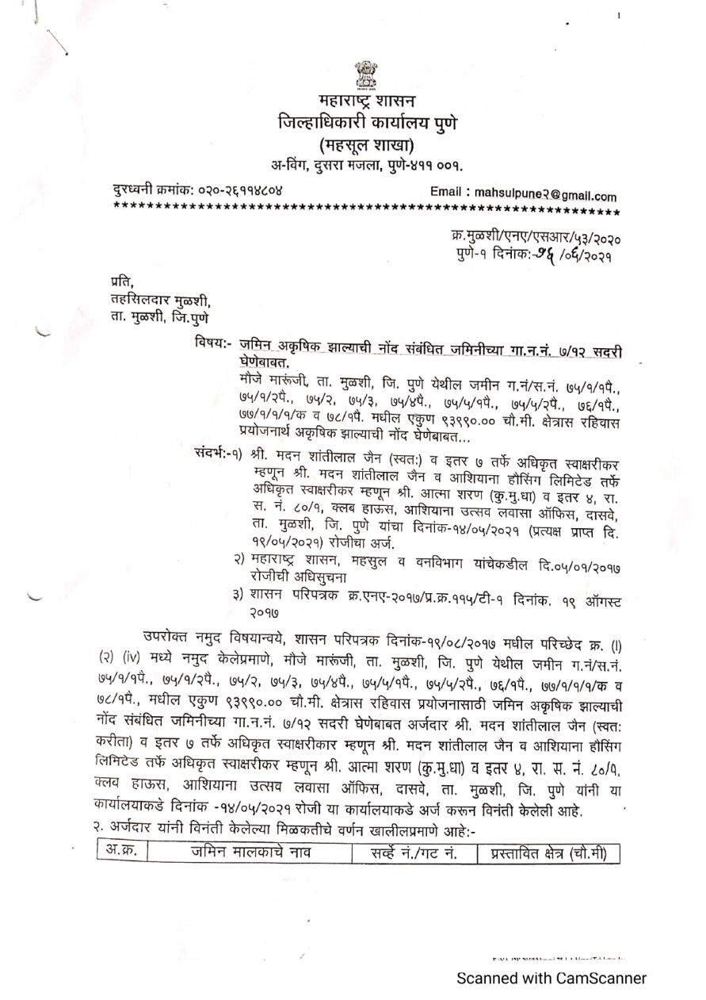 1
महाराष्ट्र शासन
जिल्हाधिकारी कार्यालय पुणे
(महसूल शाखा)
अ-विंग, दुसरा मजला, पुणे-४११ ००१.
दुरध्वनी क्रमांक: ०२०-२६११४८०४ Email : mahsulpune२@gmail.com
************************************************************
क्र.मुळशी/एनए/एसआर/५३/२०२०
पुणे-१ दिनांक:-१६/०६/२०२१
प्रति,
तहसिलदार मुळशी,
ता. मुळशी, जि.पुणे
विषय:- जमिन अकृषिक झाल्याची नोंद संबंधित जमिनीच्या गा.न.नं. ७/१२ सदरी
घेणेबाबत.
मौजे मारूंजी, ता. मुळशी, जि. पुणे येथील जमीन ग.नं/स.नं. ७५/१/१पै.,
७५/१/२पै., ७५/२, ७५/३, ७५/४पै., ७५/५/१पै., ७५/५/२पै., ७६/१पै.,
७७/१/१/१/क व ७८/१पै. मधील एकुण ९३९९०.०० चौ.मी. क्षेत्रास रहिवास
प्रयोजनार्थ अकृषिक झाल्याची नोंद घेणेबाबत...
संदर्भ:-१) श्री. मदन शांतीलाल जैन (स्वत:) व इतर ७ तर्फे अधिकृत स्वाक्षरीकर
म्हणून श्री. मदन शांतीलाल जैन व आशियाना हौसिंग लिमिटेड तर्फे
अधिकृत स्वाक्षरीकर म्हणून श्री. आत्मा शरण (कु.मु.धा) व इतर ४, रा.
स. नं. ८०/१, क्लब हाऊस, आशियाना उत्सव लवासा ऑफिस, दासवे,
ता. मुळशी, जि. पुणे यांचा दिनांक-१४/०५/२०२१ (प्रत्यक्ष प्राप्त दि.
१९/०५/२०२१) रोजीचा अर्ज.
२) महाराष्ट्र शासन, महसुल व वनविभाग यांचेकडील दि.०५/०१/२०१७
रोजीची अधिसुचना
३) शासन परिपत्रक क्र.एनए-२०१७/प्र.क्र.११५/टी-१ दिनांक. १९ ऑगस्ट
२०१७
उपरोक्त नमुद विषयान्वये, शासन परिपत्रक दिनांक-१९/०८/२०१७ मधील परिच्छेद क्र. (I)
(२) (iv) मध्ये नमुद केलेप्रमाणे, मौजे मारूंजी, ता. मुळशी, जि. पुणे येथील जमीन ग.नं/स.नं.
७५/१/१पै., ७५/१/२पै., ७५/२, ७५/३, ७५/४पै., ७५/५/१पै., ७५/५/२पै., ७६/१पै., ७७/१/१/१/क व
७८/१पै., मधील एकुण ९३९९०.०० चौ.मी. क्षेत्रास रहिवास प्रयोजनासाठी जमिन अकृषिक झाल्याची
नोंद संबंधित जमिनीच्या गा.न.नं. ७/१२ सदरी घेणेबाबत अर्जदार श्री. मदन शांतीलाल जैन (स्वत:
करीता) व इतर ७ तर्फे अधिकृत स्वाक्षरीकार म्हणून श्री. मदन शांतीलाल जैन व आशियाना हौसिंग
लिमिटेड तर्फे अधिकृत स्वाक्षरीकर म्हणून श्री. आत्मा शरण (कु.मु.धा) व इतर ४, रा. स. नं. ८०/१,
क्लब हाऊस, आशियाना उत्सव लवासा ऑफिस, दासवे, ता. मुळशी, जि. पुणे यांनी या
कार्यालयाकडे दिनांक -१४/०५/२०२१ रोजी या कार्यालयाकडे अर्ज करून विनंती केलेली आहे.
२. अर्जदार यांनी विनंती केलेल्या मिळकतीचे वर्णन खालीलप्रमाणे आहे:-
अ.क्र. जमिन मालकाचे नाव सर्व्हे नं./गट नं. प्रस्तावित क्षेत्र (चौ.मी)
Scanned with CamScanner